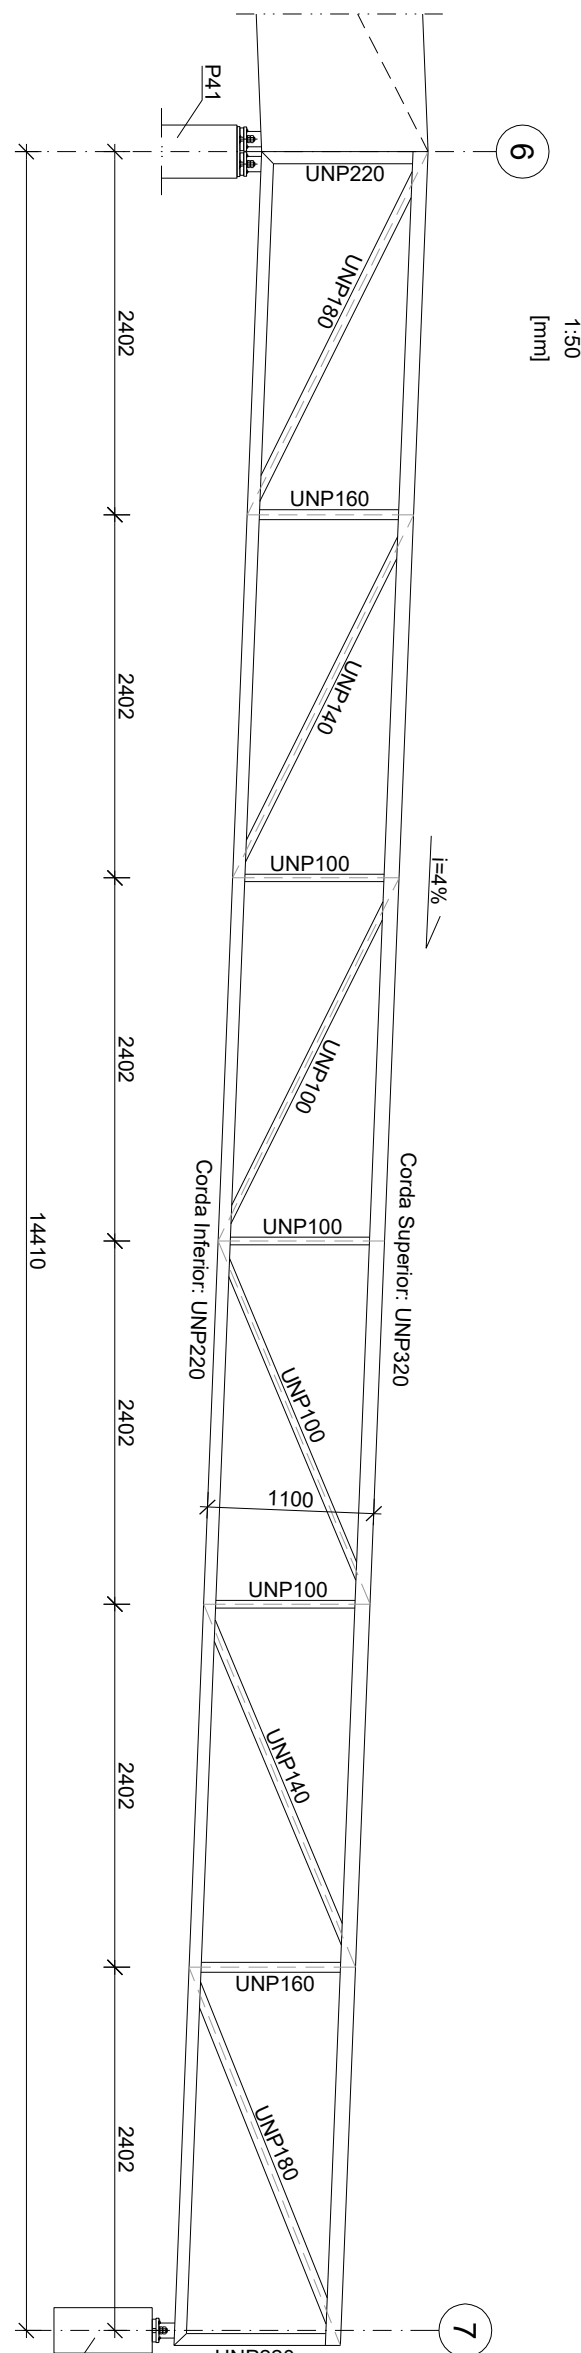 1:50
[mm]
6
P41
UNP220
UNP180
2402
UNP160
UNP140
2402
UNP100
i=4%
UNP100
2402
UNP100
Corda Superior: UNP320
Corda Inferior: UNP220
14410
UNP100
2402
1100
UNP100
UNP140
2402
UNP160
UNP180
2402
7